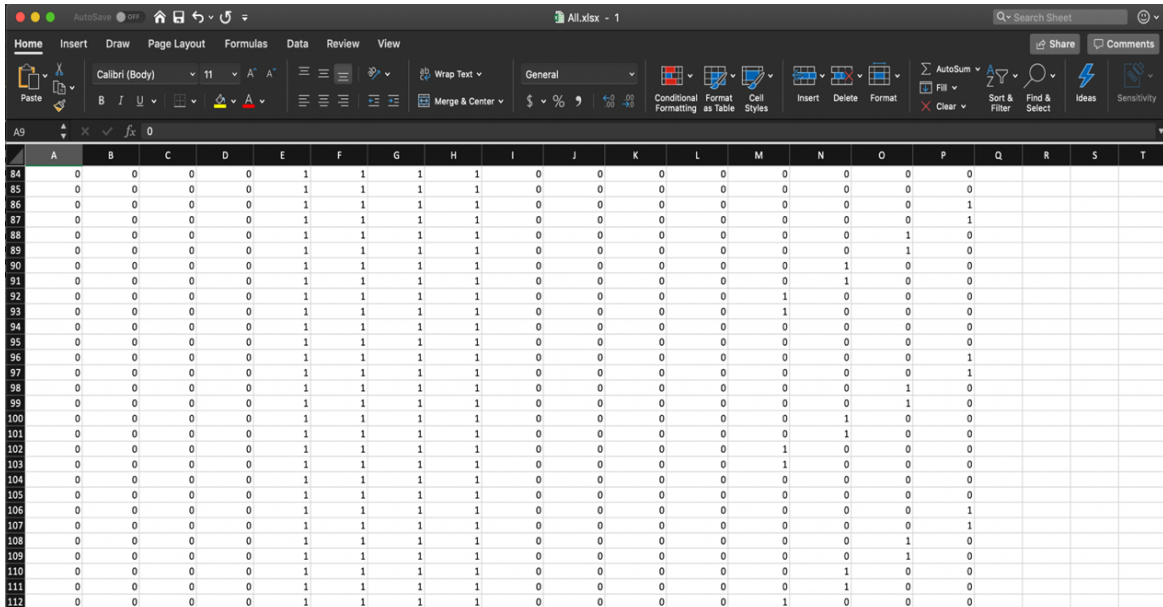 AutoSave OFF All.xlsx - 1 Search Sheet
Home Insert Draw Page Layout Formulas Data Review View Share Comments
Calibri (Body) 11 A^ A˅ ab Wrap Text General Conditional Formatting Format as Table Cell Styles Insert Delete Format AutoSum Fill Clear Sort & Filter Find & Select Ideas Sensitivity
Paste B I U A Merge & Center $ % 9 .00 .0
A9 fx 0
A B C D E F G H I J K L M N O P Q R S T
84 0 0 0 0 1 1 1 1 0 0 0 0 0 0 0 0
85 0 0 0 0 1 1 1 1 0 0 0 0 0 0 0 0
86 0 0 0 0 1 1 1 1 0 0 0 0 0 0 0 1
87 0 0 0 0 1 1 1 1 0 0 0 0 0 0 0 1
88 0 0 0 0 1 1 1 1 0 0 0 0 0 0 1 0
89 0 0 0 0 1 1 1 1 0 0 0 0 0 0 1 0
90 0 0 0 0 1 1 1 1 0 0 0 0 0 1 0 0
91 0 0 0 0 1 1 1 1 0 0 0 0 0 1 0 0
92 0 0 0 0 1 1 1 1 0 0 0 0 1 0 0 0
93 0 0 0 0 1 1 1 1 0 0 0 0 1 0 0 0
94 0 0 0 0 1 1 1 1 0 0 0 0 0 0 0 0
95 0 0 0 0 1 1 1 1 0 0 0 0 0 0 0 0
96 0 0 0 0 1 1 1 1 0 0 0 0 0 0 0 1
97 0 0 0 0 1 1 1 1 0 0 0 0 0 0 0 1
98 0 0 0 0 1 1 1 1 0 0 0 0 0 0 1 0
99 0 0 0 0 1 1 1 1 0 0 0 0 0 0 1 0
100 0 0 0 0 1 1 1 1 0 0 0 0 0 1 0 0
101 0 0 0 0 1 1 1 1 0 0 0 0 0 1 0 0
102 0 0 0 0 1 1 1 1 0 0 0 0 1 0 0 0
103 0 0 0 0 1 1 1 1 0 0 0 0 1 0 0 0
104 0 0 0 0 1 1 1 1 0 0 0 0 0 0 0 0
105 0 0 0 0 1 1 1 1 0 0 0 0 0 0 0 0
106 0 0 0 0 1 1 1 1 0 0 0 0 0 0 0 1
107 0 0 0 0 1 1 1 1 0 0 0 0 0 0 0 1
108 0 0 0 0 1 1 1 1 0 0 0 0 0 0 1 0
109 0 0 0 0 1 1 1 1 0 0 0 0 0 0 1 0
110 0 0 0 0 1 1 1 1 0 0 0 0 0 1 0 0
111 0 0 0 0 1 1 1 1 0 0 0 0 0 1 0 0
112 0 0 0 0 1 1 1 1 0 0 0 0 1 0 0 0